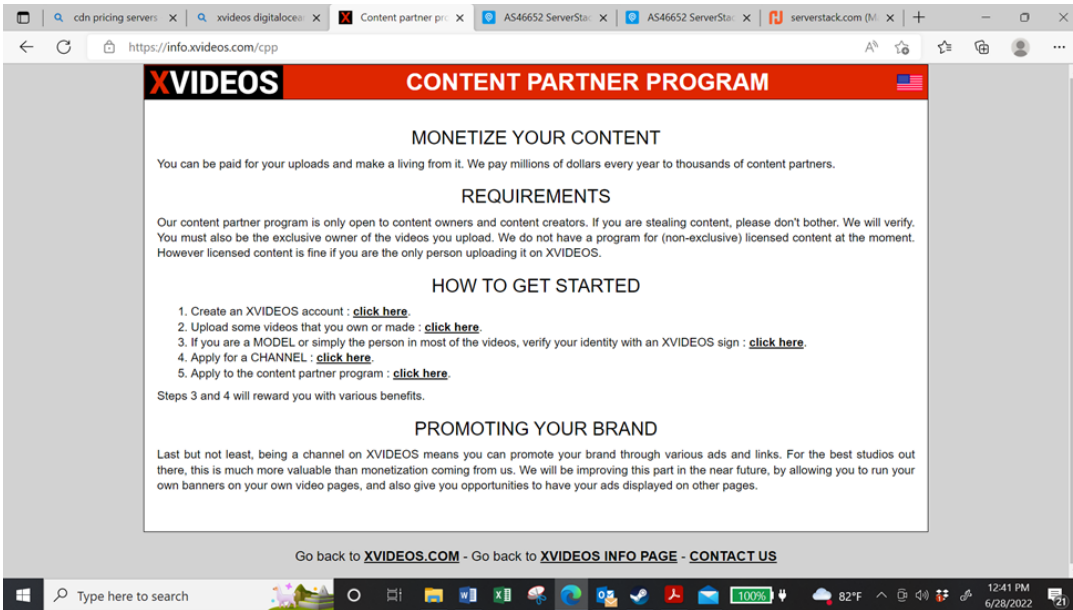 cdn pricing servers
xvideos digitalocea
Content partner pro
AS46652 ServerStac
AS46652 ServerStac
serverstack.com (M
https://info.xvideos.com/cpp
XVIDEOS
CONTENT PARTNER PROGRAM
MONETIZE YOUR CONTENT
You can be paid for your uploads and make a living from it. We pay millions of dollars every year to thousands of content partners.
REQUIREMENTS
Our content partner program is only open to content owners and content creators. If you are stealing content, please don't bother. We will verify.
You must also be the exclusive owner of the videos you upload. We do not have a program for (non-exclusive) licensed content at the moment.
However licensed content is fine if you are the only person uploading it on XVIDEOS.
HOW TO GET STARTED
1. Create an XVIDEOS account : click here.
2. Upload some videos that you own or made : click here.
3. If you are a MODEL or simply the person in most of the videos, verify your identity with an XVIDEOS sign : click here.
4. Apply for a CHANNEL : click here.
5. Apply to the content partner program : click here.
Steps 3 and 4 will reward you with various benefits.
PROMOTING YOUR BRAND
Last but not least, being a channel on XVIDEOS means you can promote your brand through various ads and links. For the best studios out
there, this is much more valuable than monetization coming from us. We will be improving this part in the near future, by allowing you to run your
own banners on your own video pages, and also give you opportunities to have your ads displayed on other pages.
Go back to XVIDEOS.COM - Go back to XVIDEOS INFO PAGE - CONTACT US
Type here to search
100%
82°F
12:41 PM
6/28/2022
21